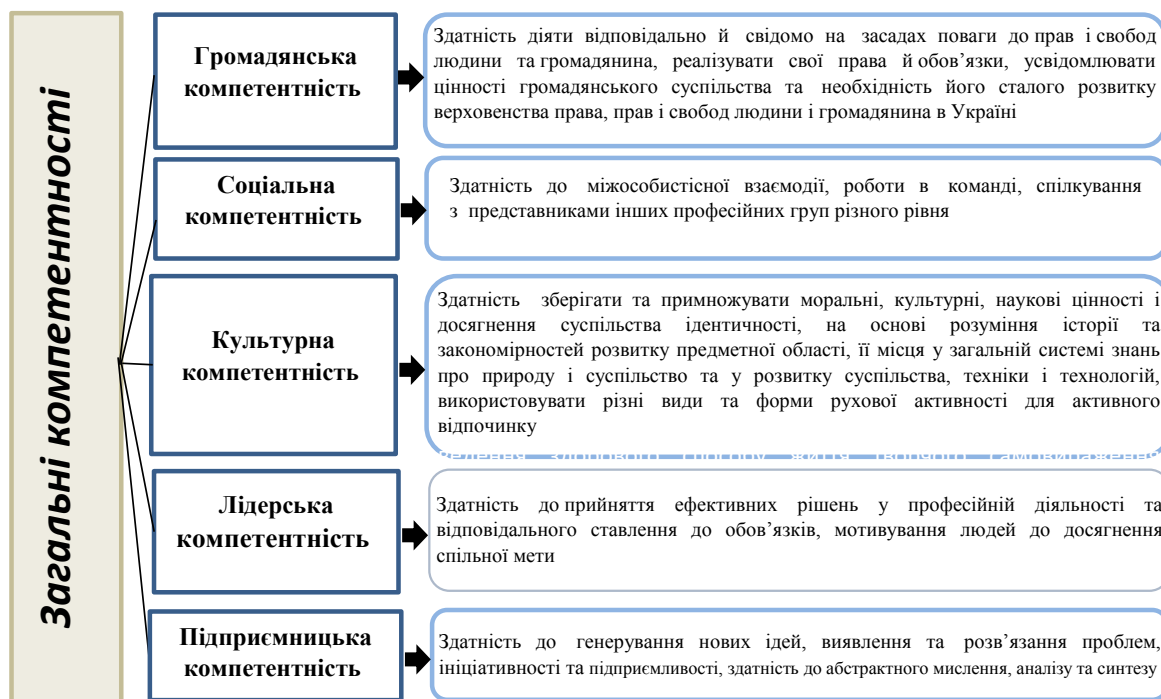 Загальні компетентності
Громадянська
компетентність
Здатність діяти відповідально й свідомо на засадах поваги до прав і свобод
людини та громадянина, реалізувати свої права й обов’язки, усвідомлювати
цінності громадянського суспільства та необхідність його сталого розвитку
верховенства права, прав і свобод людини і громадянина в Україні
Соціальна
компетентність
Здатність до міжособистісної взаємодії, роботи в команді, спілкування
з представниками інших професійних груп різного рівня
Культурна
компетентність
Здатність зберігати та примножувати моральні, культурні, наукові цінності і
досягнення суспільства ідентичності, на основі розуміння історії та
закономірностей розвитку предметної області, її місця у загальній системі знань
про природу і суспільство та у розвитку суспільства, техніки і технологій,
використовувати різні види та форми рухової активності для активного
відпочинку
ведення здорового способу життя творчого самовираження
Лідерська
компетентність
Здатність до прийняття ефективних рішень у професійній діяльності та
відповідального ставлення до обов’язків, мотивування людей до досягнення
спільної мети
Підприємницька
компетентність
Здатність до генерування нових ідей, виявлення та розв’язання проблем,
ініціативності та підприємливості, здатність до абстрактного мислення, аналізу та синтезу